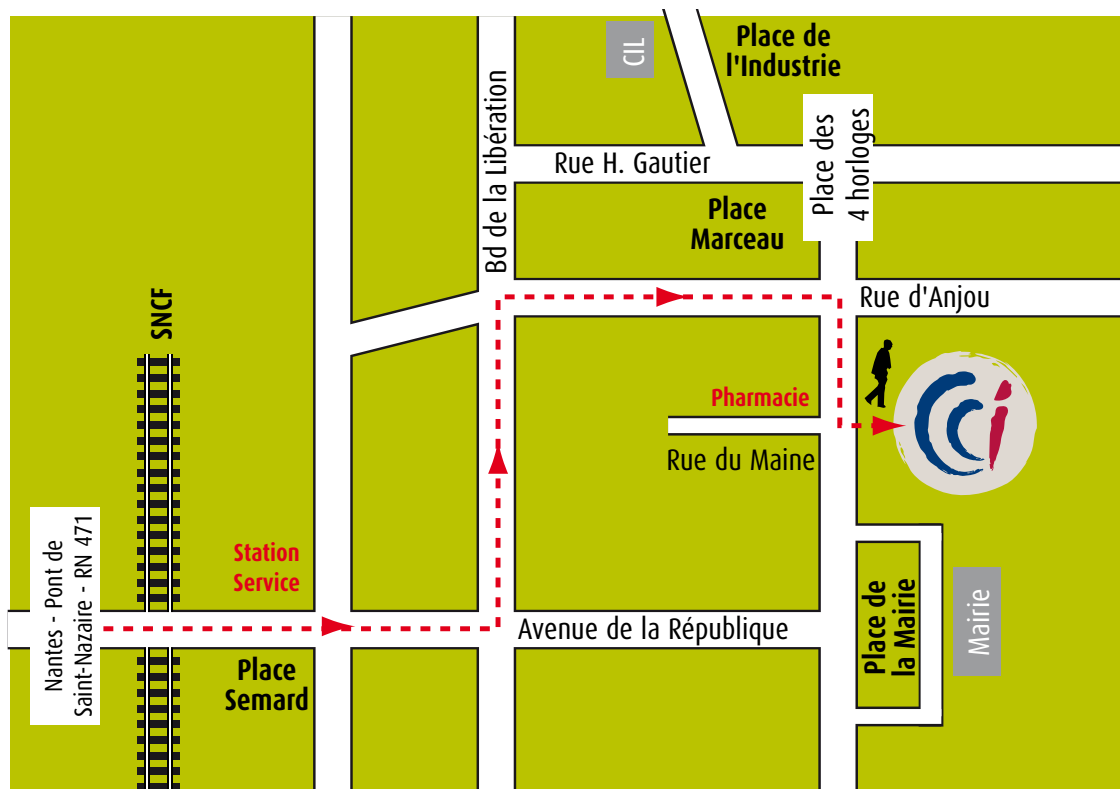 CIL
Place de
l'Industrie
Bd de la Libération
Rue H. Gautier
Place des
4 horloges
Place
Marceau
Rue d'Anjou
SNCF
Pharmacie
Rue du Maine
CCi
Nantes - Pont de
Saint-Nazaire - RN 471
Station
Service
Avenue de la République
Place
Semard
Place de
la Mairie
Mairie